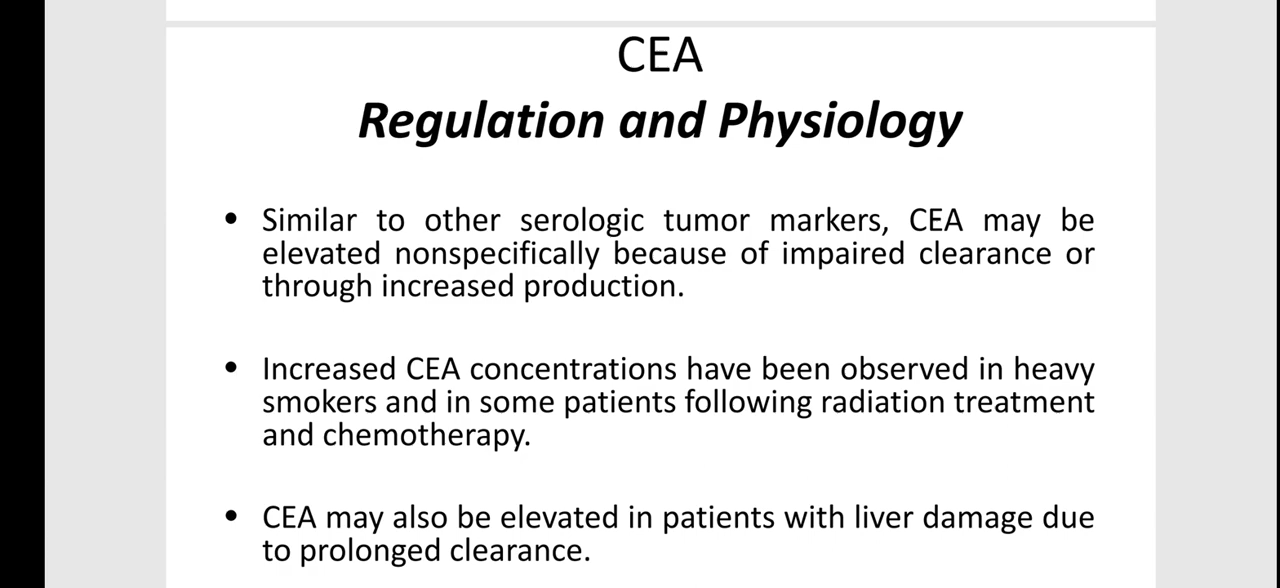 CEA
Regulation and Physiology
• Similar to other serologic tumor markers, CEA may be
elevated nonspecifically because of impaired clearance or
through increased production.
• Increased CEA concentrations have been observed in heavy
smokers and in some patients following radiation treatment
and chemotherapy.
• CEA may also be elevated in patients with liver damage due
to prolonged clearance.